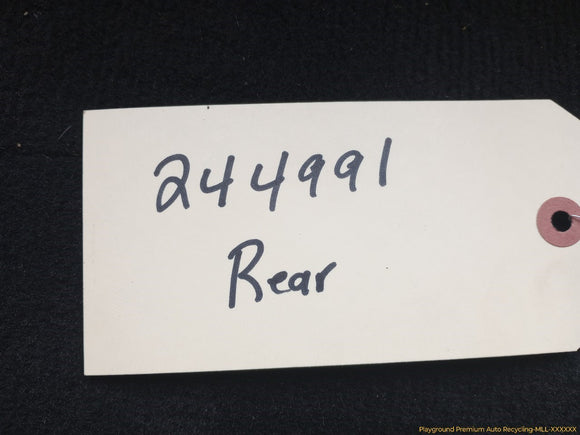 244991
Rear
Playground Premium Auto Recycling-MLL-XXXXXX